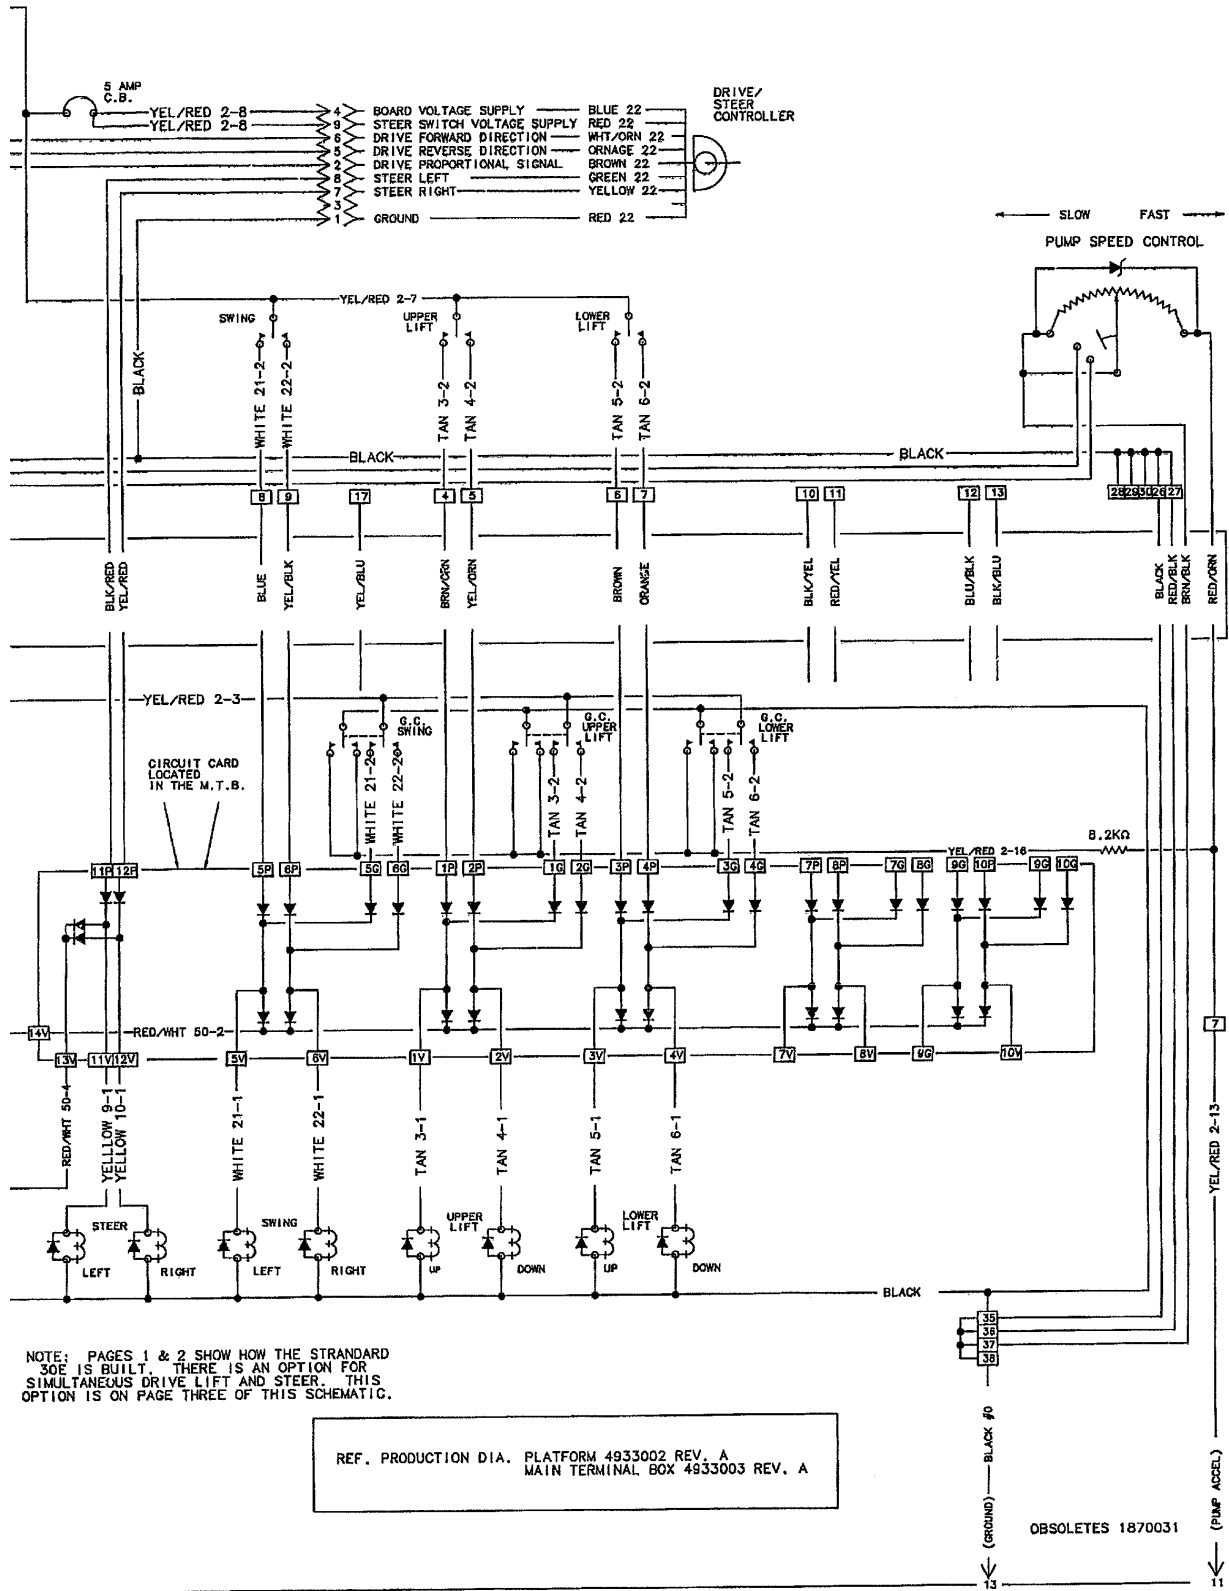 5 AMP
C.B.
YEL/RED 2-8
YEL/RED 2-8
4 BOARD VOLTAGE SUPPLY BLUE 22
9 STEER SWITCH VOLTAGE SUPPLY RED 22
6 DRIVE FORWARD DIRECTION WHT/ORN 22
5 DRIVE REVERSE DIRECTION ORNAGE 22
2 DRIVE PROPORTIONAL SIGNAL BROWN 22
8 STEER LEFT GREEN 22
7 STEER RIGHT YELLOW 22
3
1 GROUND RED 22
DRIVE/
STEER
CONTROLLER
SLOW FAST
PUMP SPEED CONTROL
YEL/RED 2-7
SWING
UPPER
LIFT
LOWER
LIFT
BLACK
WHITE 21-2
WHITE 22-2
TAN 3-2
TAN 4-2
TAN 5-2
TAN 6-2
BLACK
BLACK
8 9 17 4 5 6 7 10 11 12 13 28 29 30 26 27
BLK/RED
YEL/RED
BLUE
YEL/BLK
YEL/BLU
BRN/ORN
YEL/ORN
BROWN
ORANGE
BLK/YEL
RED/YEL
BLU/BLK
BLK/BLU
BLACK
RED/BLK
BRN/BLK
RED/ORN
YEL/RED 2-3
G.C.
SWING
G.C.
UPPER
LIFT
G.C.
LOWER
LIFT
CIRCUIT CARD
LOCATED
IN THE M.T.B.
WHITE 21-2
WHITE 22-2
TAN 3-2
TAN 4-2
TAN 5-2
TAN 6-2
8.2KΩ
YEL/RED 2-16
11P 12P 5P 6P 5G 6G 1P 2P 1G 2G 3P 4P 3G 4G 7P 8P 7G 8G 9G 10P 9G 10G
14V
RED/WHT 50-2
7
13V 11V 12V 5V 6V 1V 2V 3V 4V 7V 8V 9G 10V
RED/WHT 50-4
YELLOW 9-1
YELLOW 10-1
WHITE 21-1
WHITE 22-1
TAN 3-1
TAN 4-1
TAN 5-1
TAN 6-1
YEL/RED 2-13
STEER
LEFT
RIGHT
SWING
LEFT
RIGHT
UPPER
LIFT
UP
DOWN
LOWER
LIFT
UP
DOWN
BLACK
35
36
37
38
NOTE: PAGES 1 & 2 SHOW HOW THE STRANDARD
30E IS BUILT. THERE IS AN OPTION FOR
SIMULTANEOUS DRIVE LIFT AND STEER. THIS
OPTION IS ON PAGE THREE OF THIS SCHEMATIC.
REF. PRODUCTION DIA. PLATFORM 4933002 REV. A
MAIN TERMINAL BOX 4933003 REV. A
(GROUND) BLACK #0
(PUMP ACCEL)
OBSOLETES 1870031
13
11